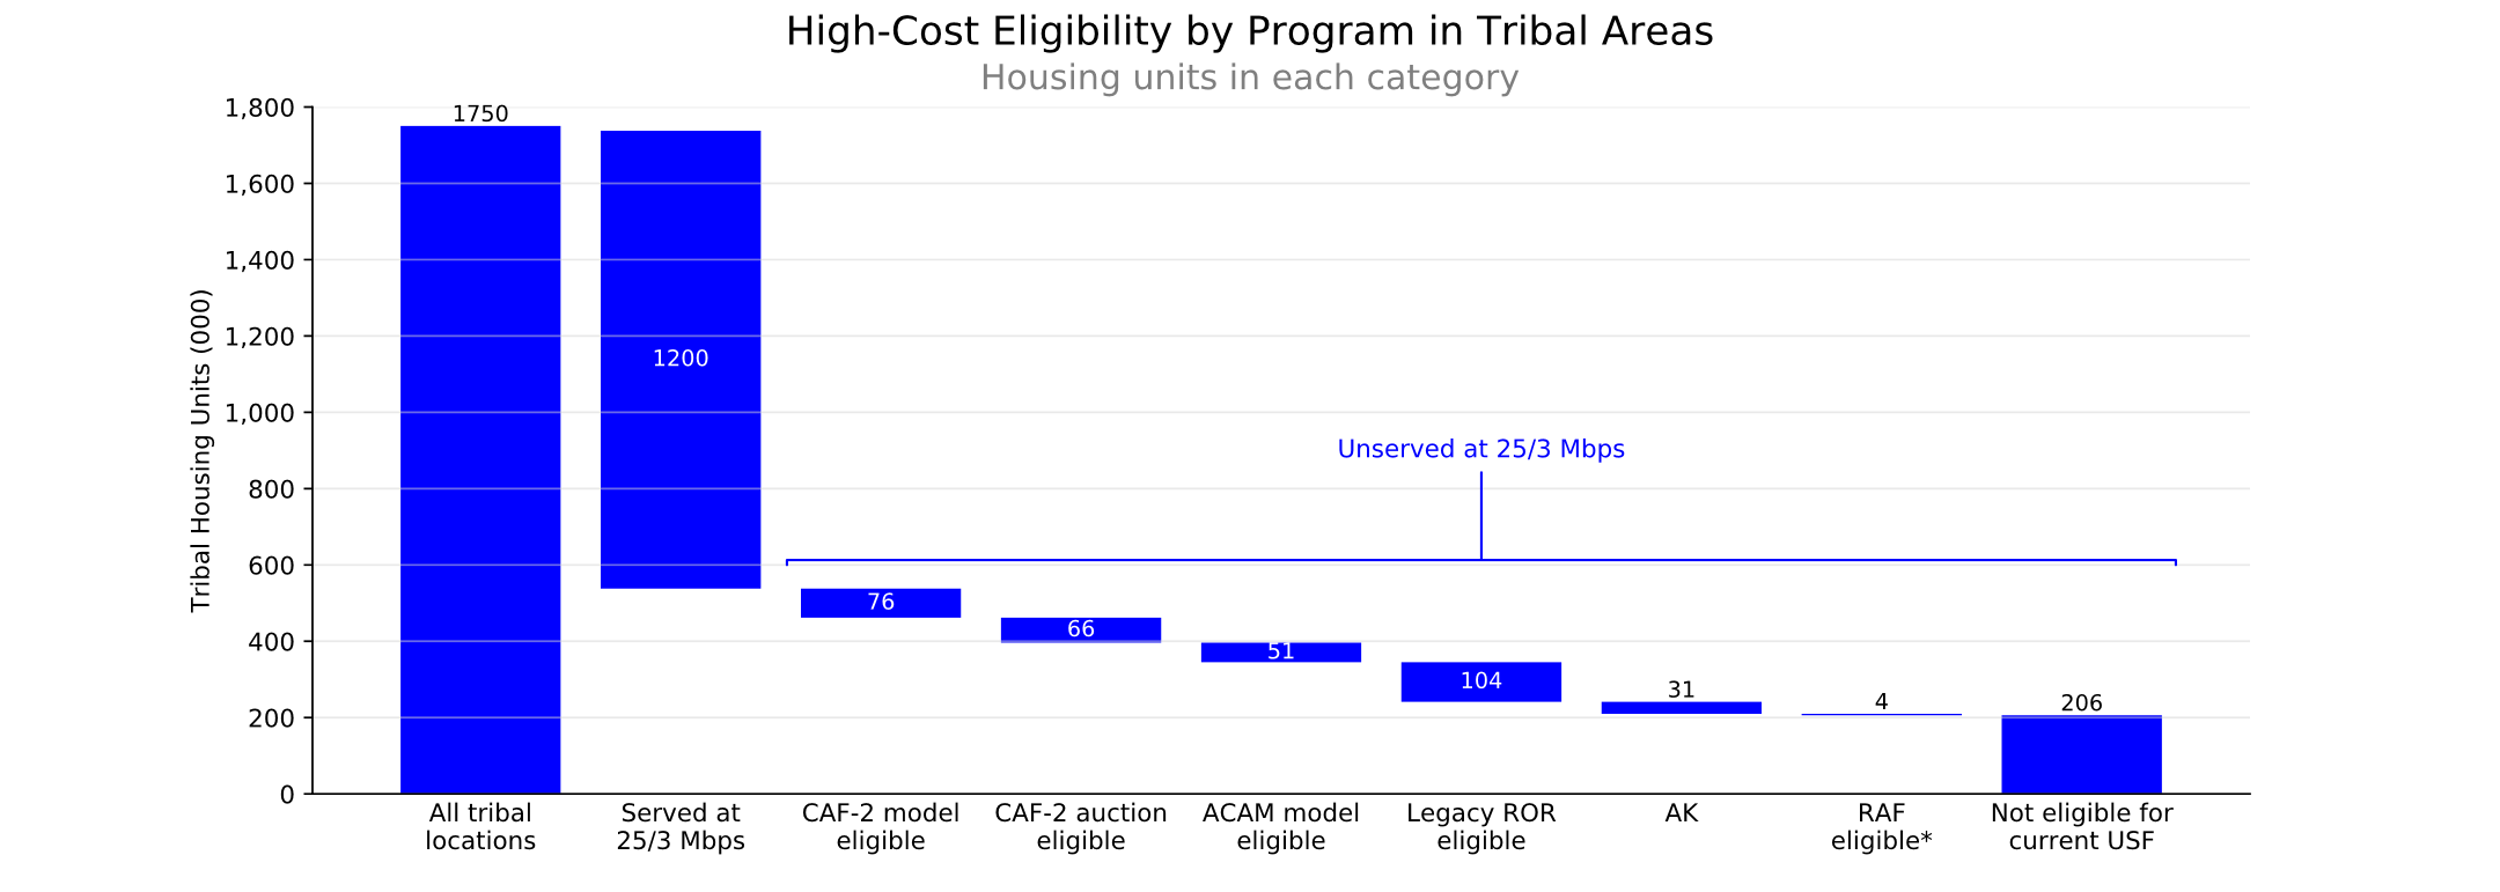 High-Cost Eligibility by Program in Tribal Areas
Housing units in each category
Tribal Housing Units (000)
1,800
1,600
1,400
1,200
1,000
800
600
400
200
0
1750
1200
Unserved at 25/3 Mbps
76
66
51
104
31
4
206
All tribal
locations
Served at
25/3 Mbps
CAF-2 model
eligible
CAF-2 auction
eligible
ACAM model
eligible
Legacy ROR
eligible
AK
RAF
eligible*
Not eligible for
current USF